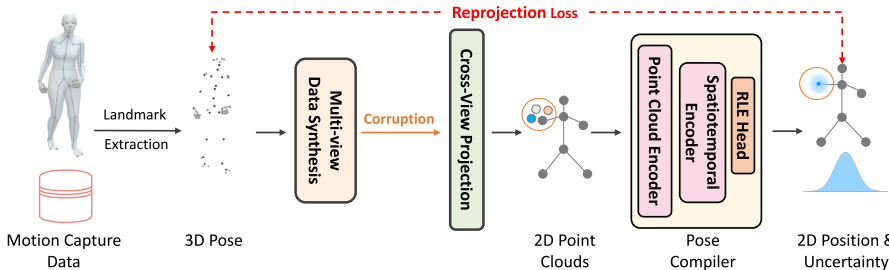 Reprojection Loss
Landmark
Extraction
Multi-view
Data Synthesis
Corruption
Cross-View Projection
Point Cloud Encoder
Spatiotemporal
Encoder
RLE Head
Motion Capture
Data
3D Pose
2D Point
Clouds
Pose
Compiler
2D Position &
Uncertainty